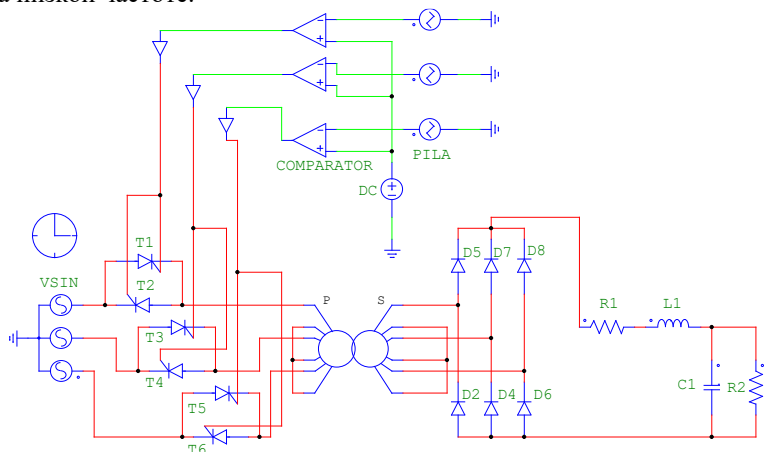 COMPARATOR
PILA
DC
T1
VSIN
T2
T3
T4
T5
T6
P
S
D5
D7
D8
D2
D4
D6
R1
L1
C1
R2